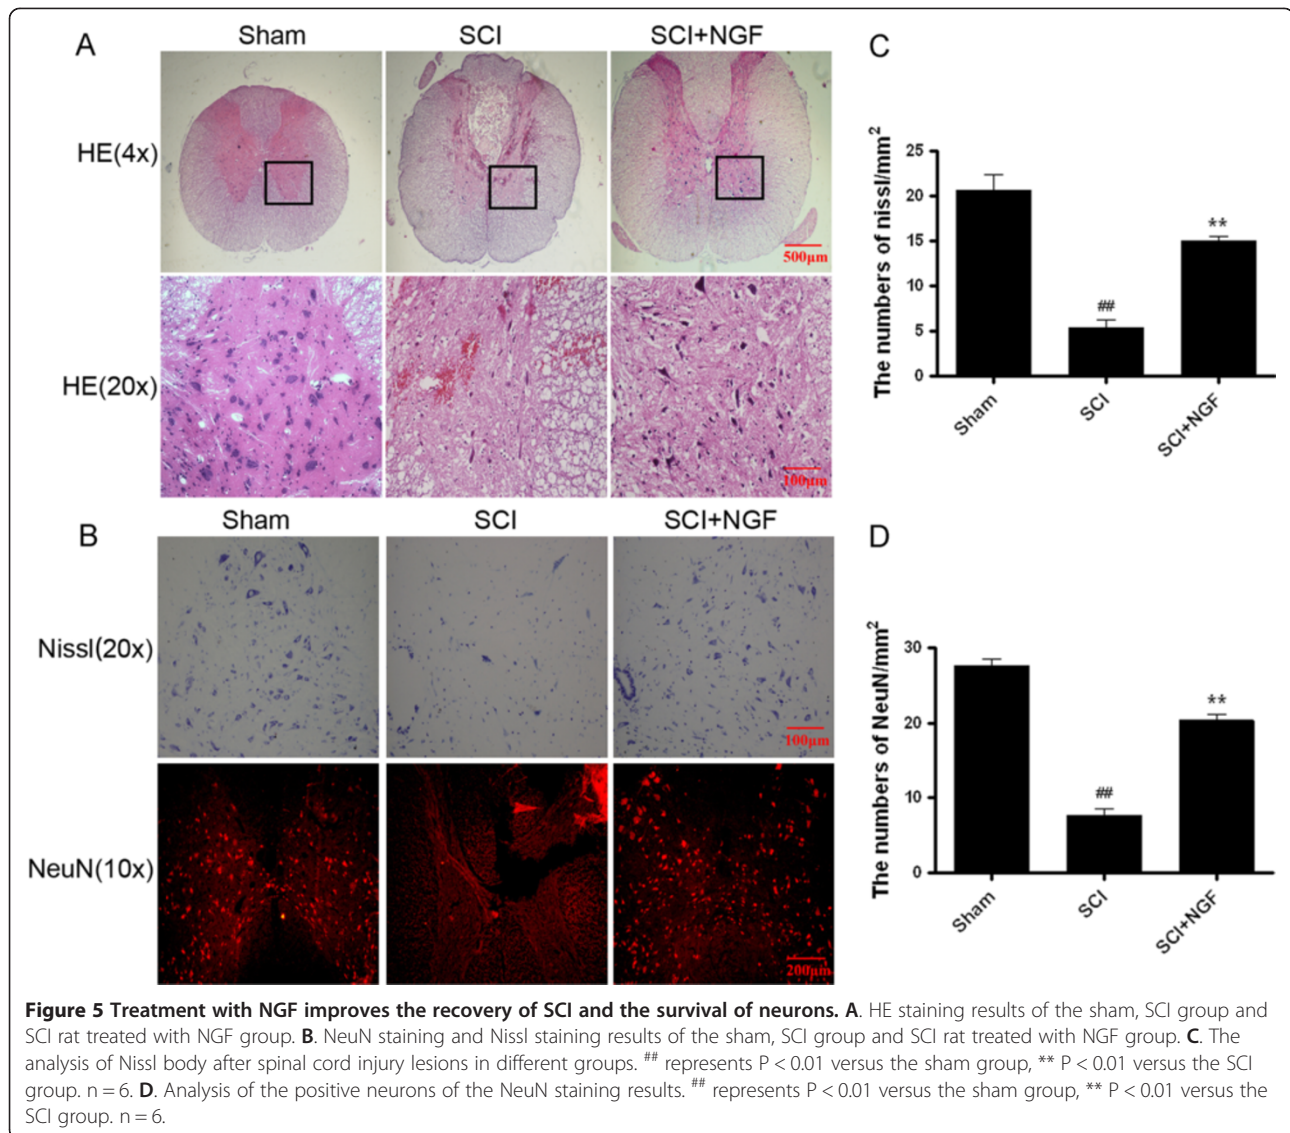 A
Sham
SCI
SCI+NGF
HE(4x)
500μm
HE(20x)
100μm
B
Sham
SCI
SCI+NGF
Nissl(20x)
100μm
NeuN(10x)
200μm
C
The numbers of nissl/mm²
25
20
15
10
5
0
##
**
Sham
SCI
SCI+NGF
D
The numbers of NeuN/mm²
30
20
10
0
##
**
Sham
SCI
SCI+NGF
Figure 5 Treatment with NGF improves the recovery of SCI and the survival of neurons. A. HE staining results of the sham, SCI group and
SCI rat treated with NGF group. B. NeuN staining and Nissl staining results of the sham, SCI group and SCI rat treated with NGF group. C. The
analysis of Nissl body after spinal cord injury lesions in different groups. ## represents P < 0.01 versus the sham group, ** P < 0.01 versus the SCI
group. n = 6. D. Analysis of the positive neurons of the NeuN staining results. ## represents P < 0.01 versus the sham group, ** P < 0.01 versus the
SCI group. n = 6.